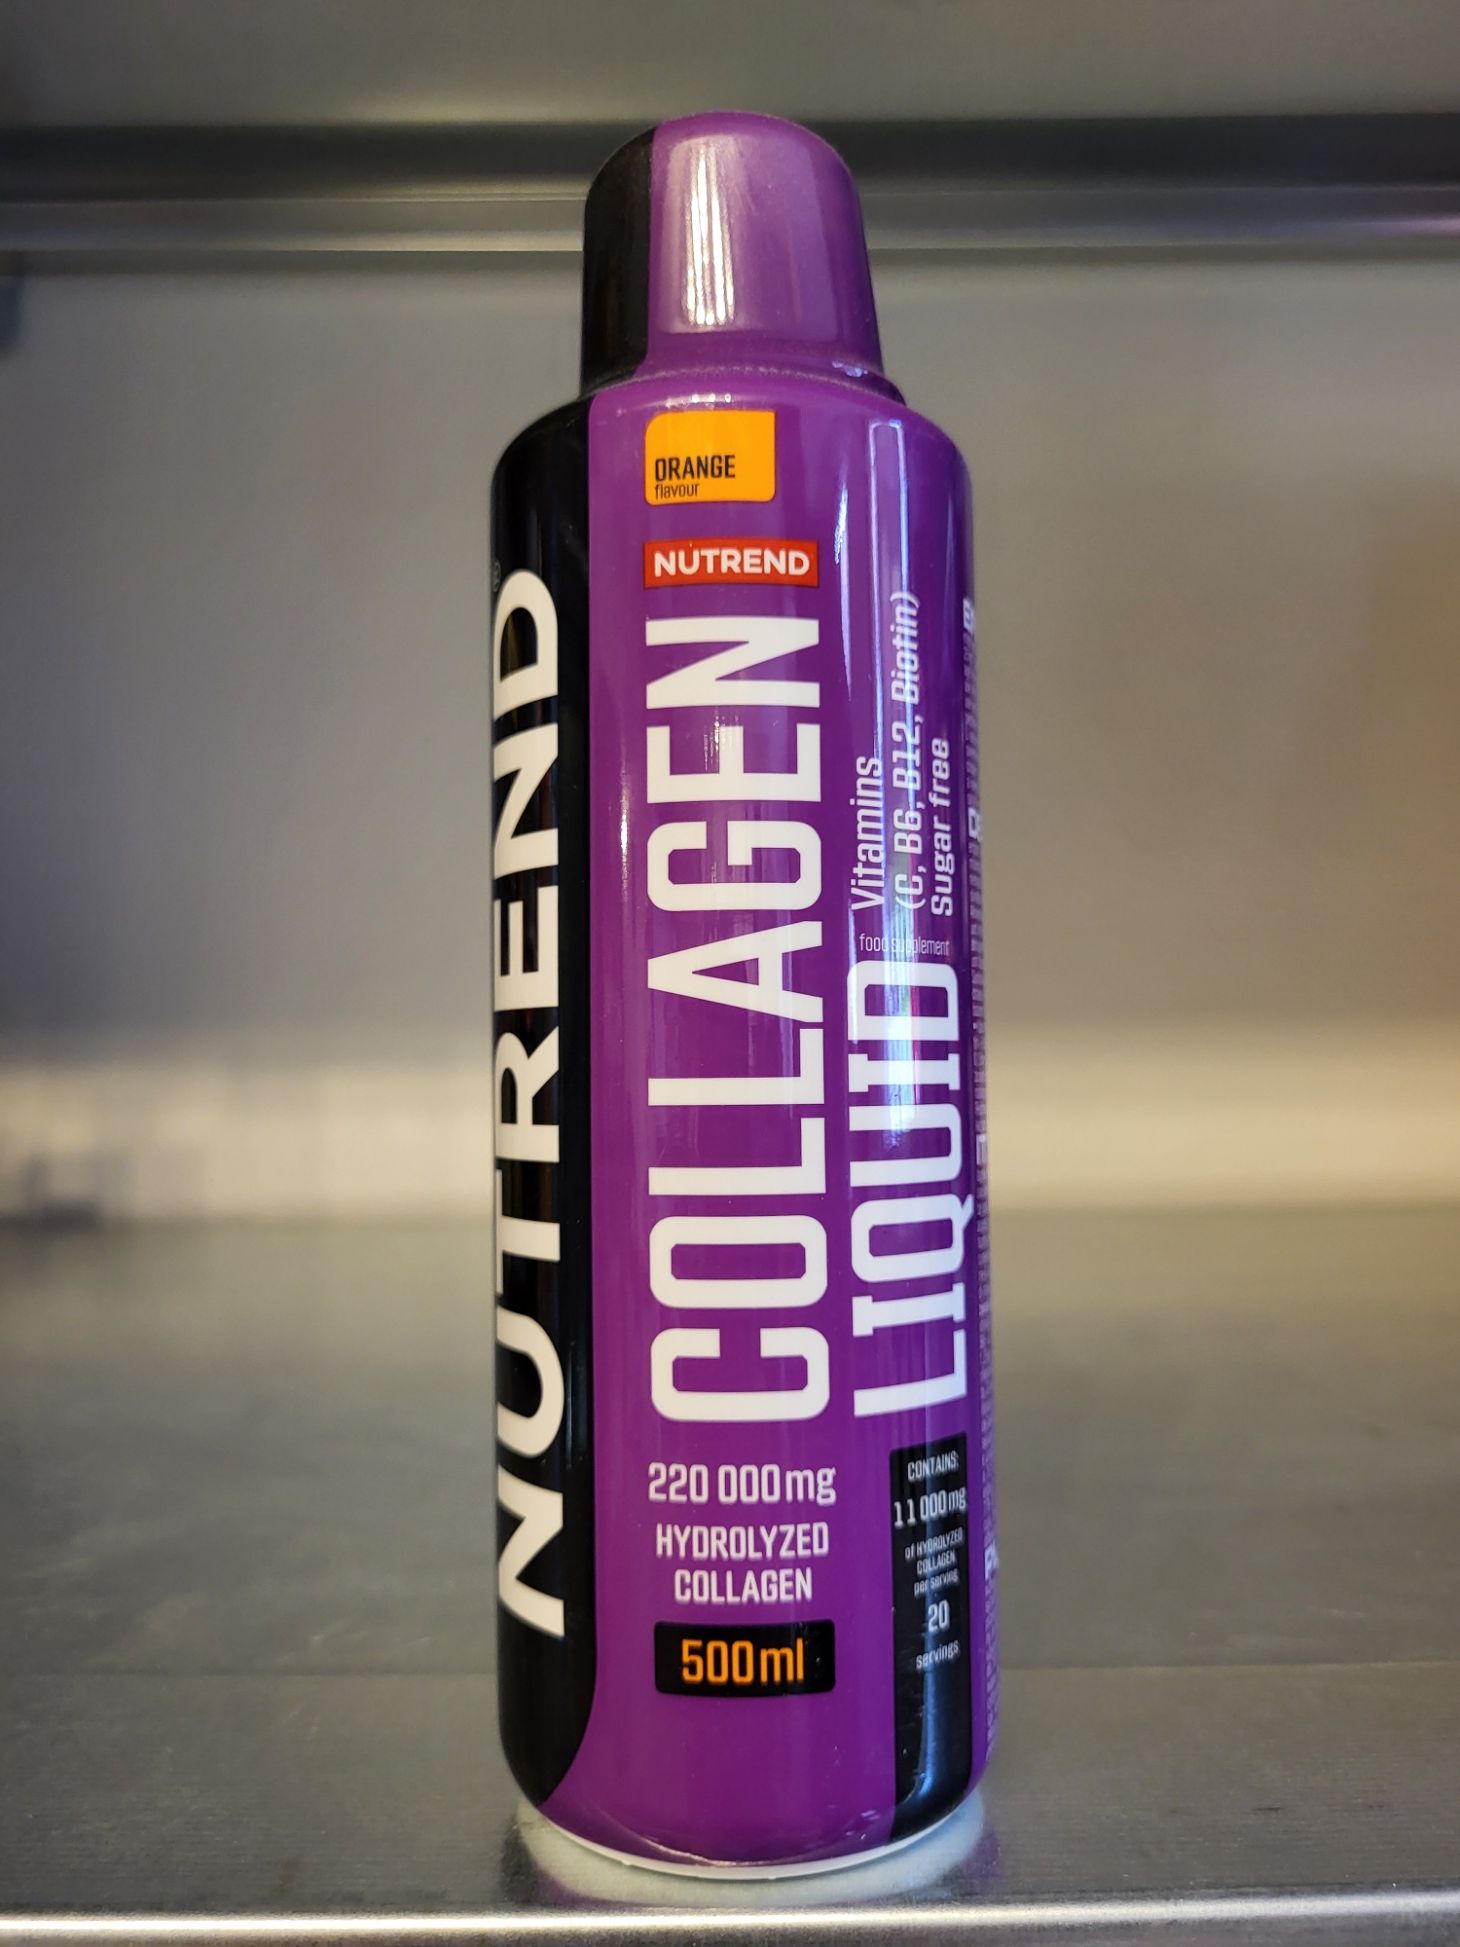 ORANGE
flavour
NUTREND
NUTREND
COLLAGEN
LIQUID
food supplement
Vitamins
(C, B6, B12, Biotin)
Sugar free
220 000 mg
HYDROLYZED
COLLAGEN
500 ml
CONTAINS:
11 000 mg
of HYDROLYZED
COLLAGEN
per serving
20
servings